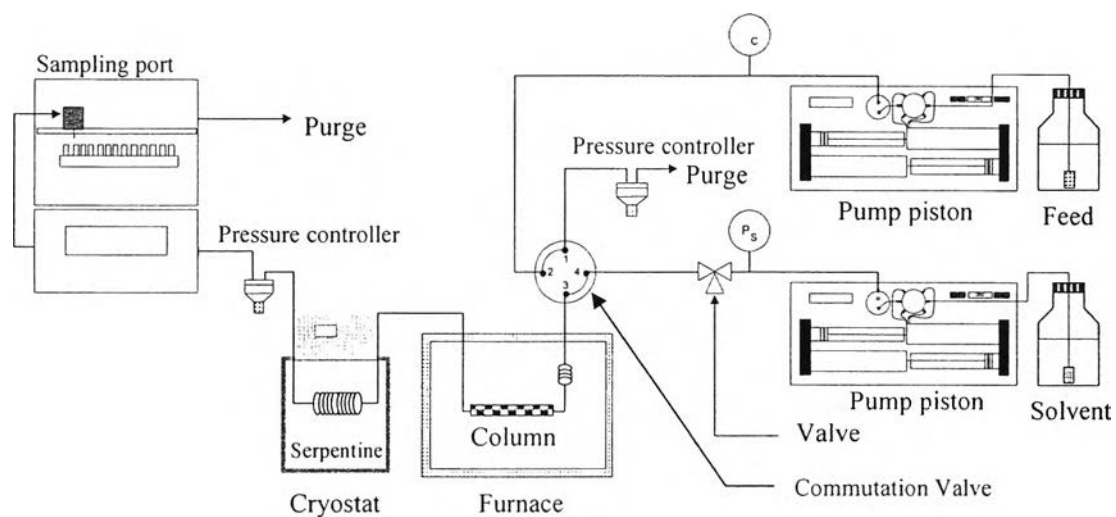 Sampling port
Purge
Pressure controller
C
Pressure controller
Purge
Pump piston
Feed
1
2
4
3
PS
Pump piston
Solvent
Column
Serpentine
Cryostat
Furnace
Valve
Commutation Valve